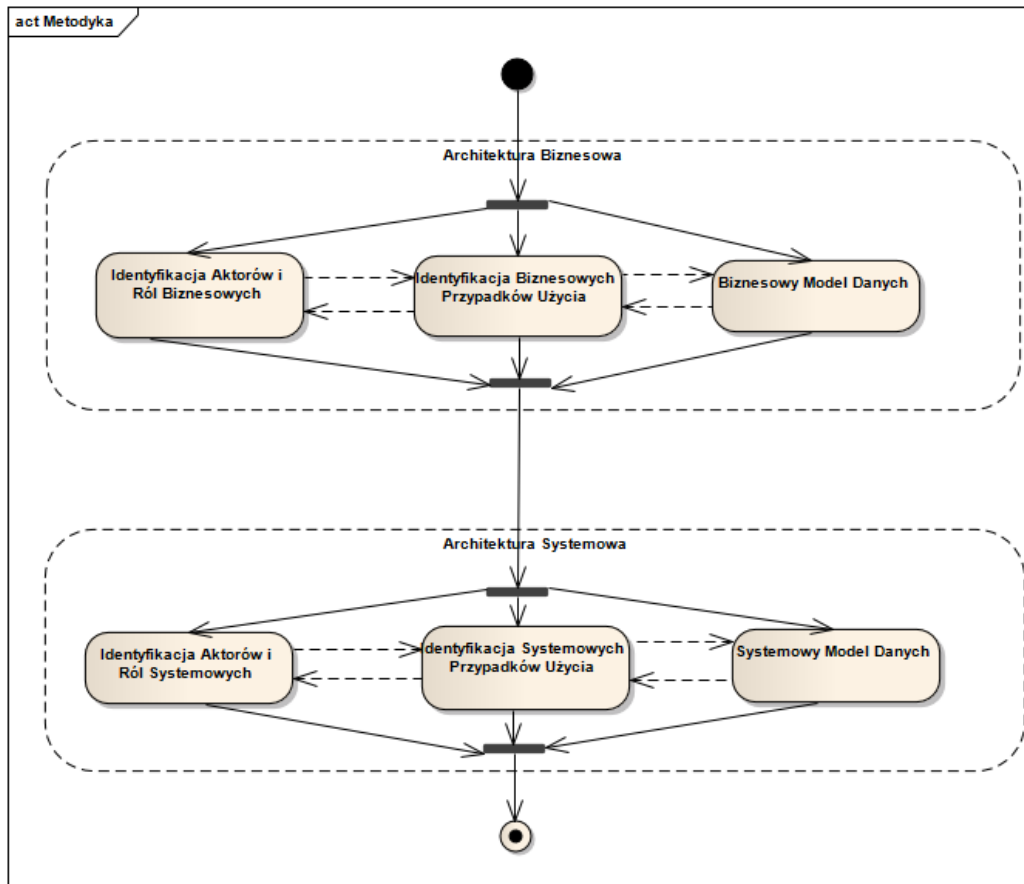 act Metodyka
Architektura Biznesowa
Identyfikacja Aktorów i
Ról Biznesowych
Identyfikacja Biznesowych
Przypadków Użycia
Biznesowy Model Danych
Architektura Systemowa
Identyfikacja Aktorów i
Ról Systemowych
Identyfikacja Systemowych
Przypadków Użycia
Systemowy Model Danych